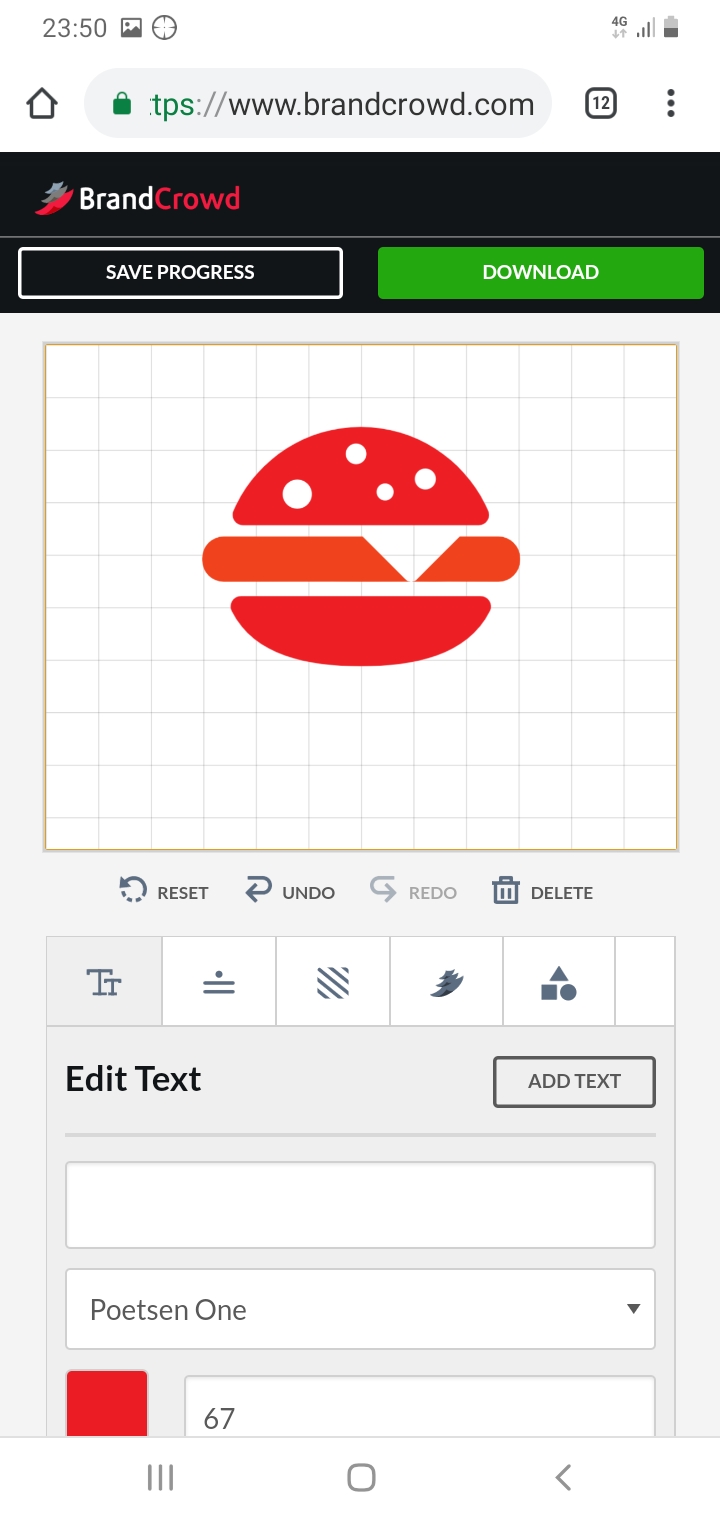 23:50
4G
tps://www.brandcrowd.com
12
BrandCrowd
SAVE PROGRESS
DOWNLOAD
RESET
UNDO
REDO
DELETE
Edit Text
ADD TEXT
Poetsen One
67